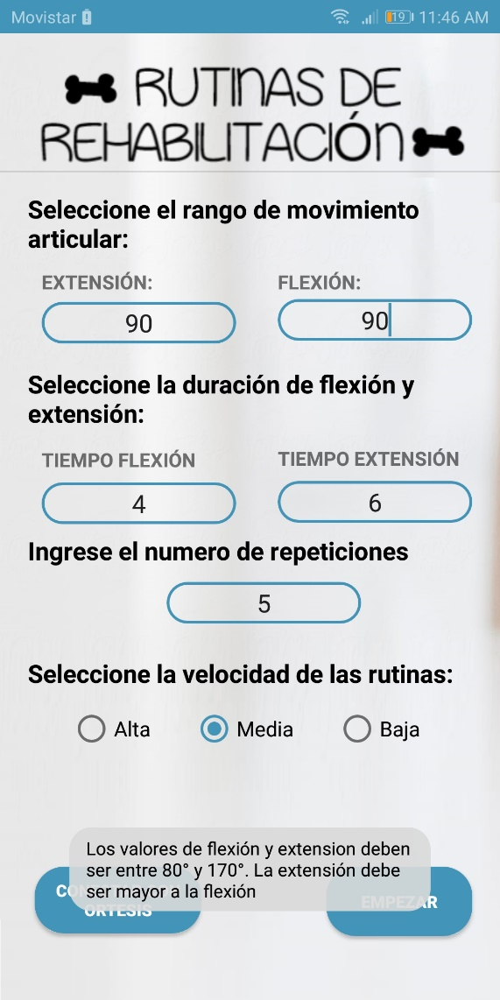 Movistar 19 11:46 AM
RUTINAS DE
REHABILITACIÓN
Seleccione el rango de movimiento
articular:
EXTENSIÓN: FLEXIÓN:
90 90
Seleccione la duración de flexión y
extensión:
TIEMPO FLEXIÓN TIEMPO EXTENSIÓN
4 6
Ingrese el numero de repeticiones
5
Seleccione la velocidad de las rutinas:
Alta Media Baja
Los valores de flexión y extension deben
ser entre 80° y 170°. La extensión debe
ser mayor a la flexión
ORTESIS EMPEZAR